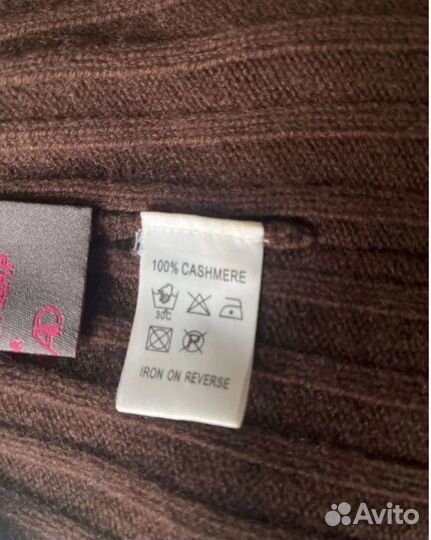 100% CASHMERE
30C
P
IRON ON REVERSE
Avito